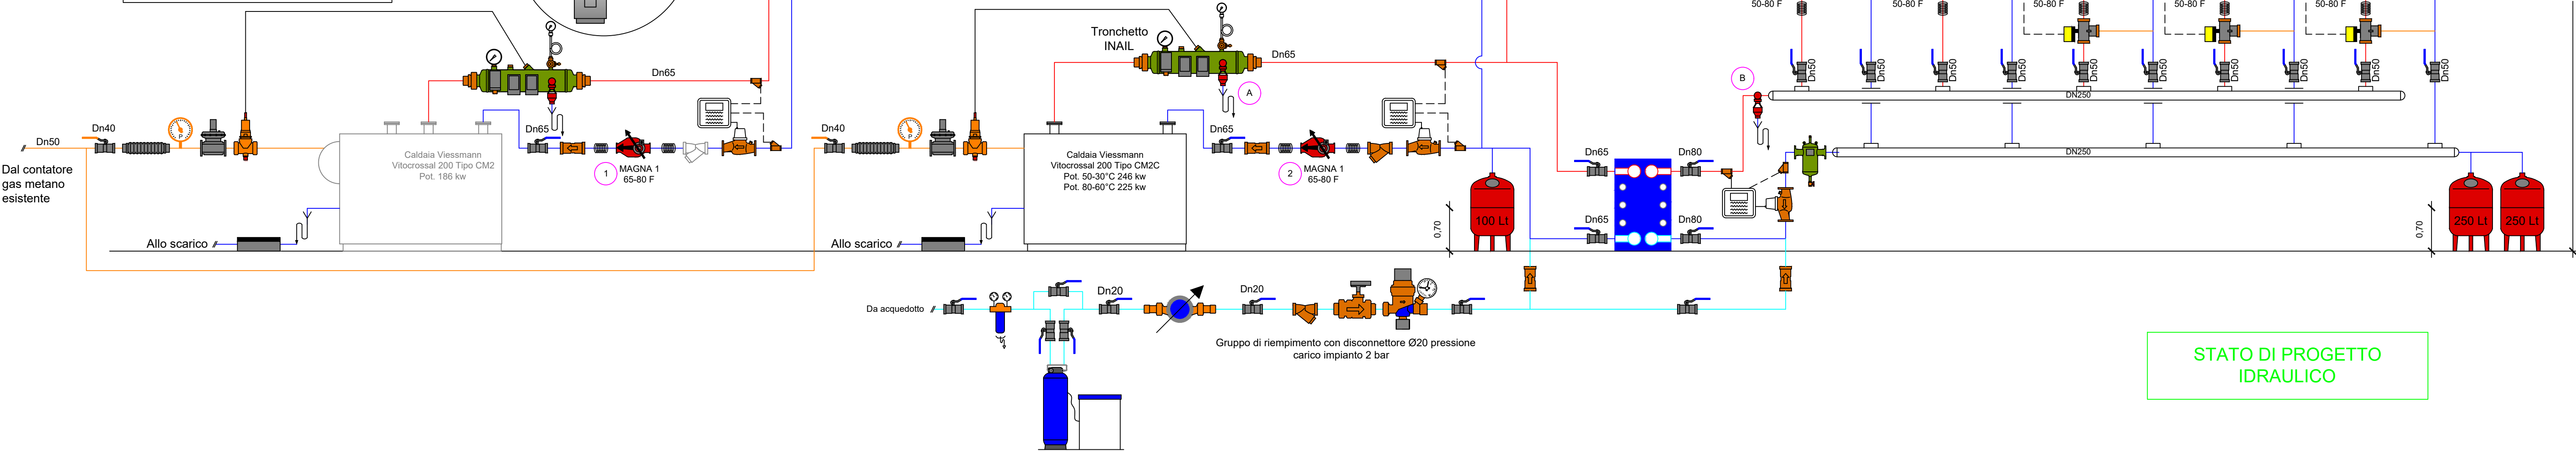 50-80 F
50-80 F
50-80 F
50-80 F
50-80 F
Tronchetto
INAIL
Dn65
Dn65
A
B
Dn50
Dn50
Dn50
Dn50
Dn50
Dn50
Dn50
Dn50
Dn50
Dn50
DN250
DN250
Dn50
Dn40
P
Dn65
Dn40
P
Dn65
Dal contatore
gas metano
esistente
Caldaia Viessmann
Vitocrossal 200 Tipo CM2
Pot. 186 kw
1
MAGNA 1
65-80 F
Caldaia Viessmann
Vitocrossal 200 Tipo CM2C
Pot. 50-30°C 246 kw
Pot. 80-60°C 225 kw
2
MAGNA 1
65-80 F
Dn65
Dn80
Dn65
Dn80
100 Lt
0,70
250 Lt
250 Lt
0,70
Allo scarico
Allo scarico
Da acquedotto
Dn20
Dn20
Gruppo di riempimento con disconnettore Ø20 pressione
carico impianto 2 bar
STATO DI PROGETTO
IDRAULICO